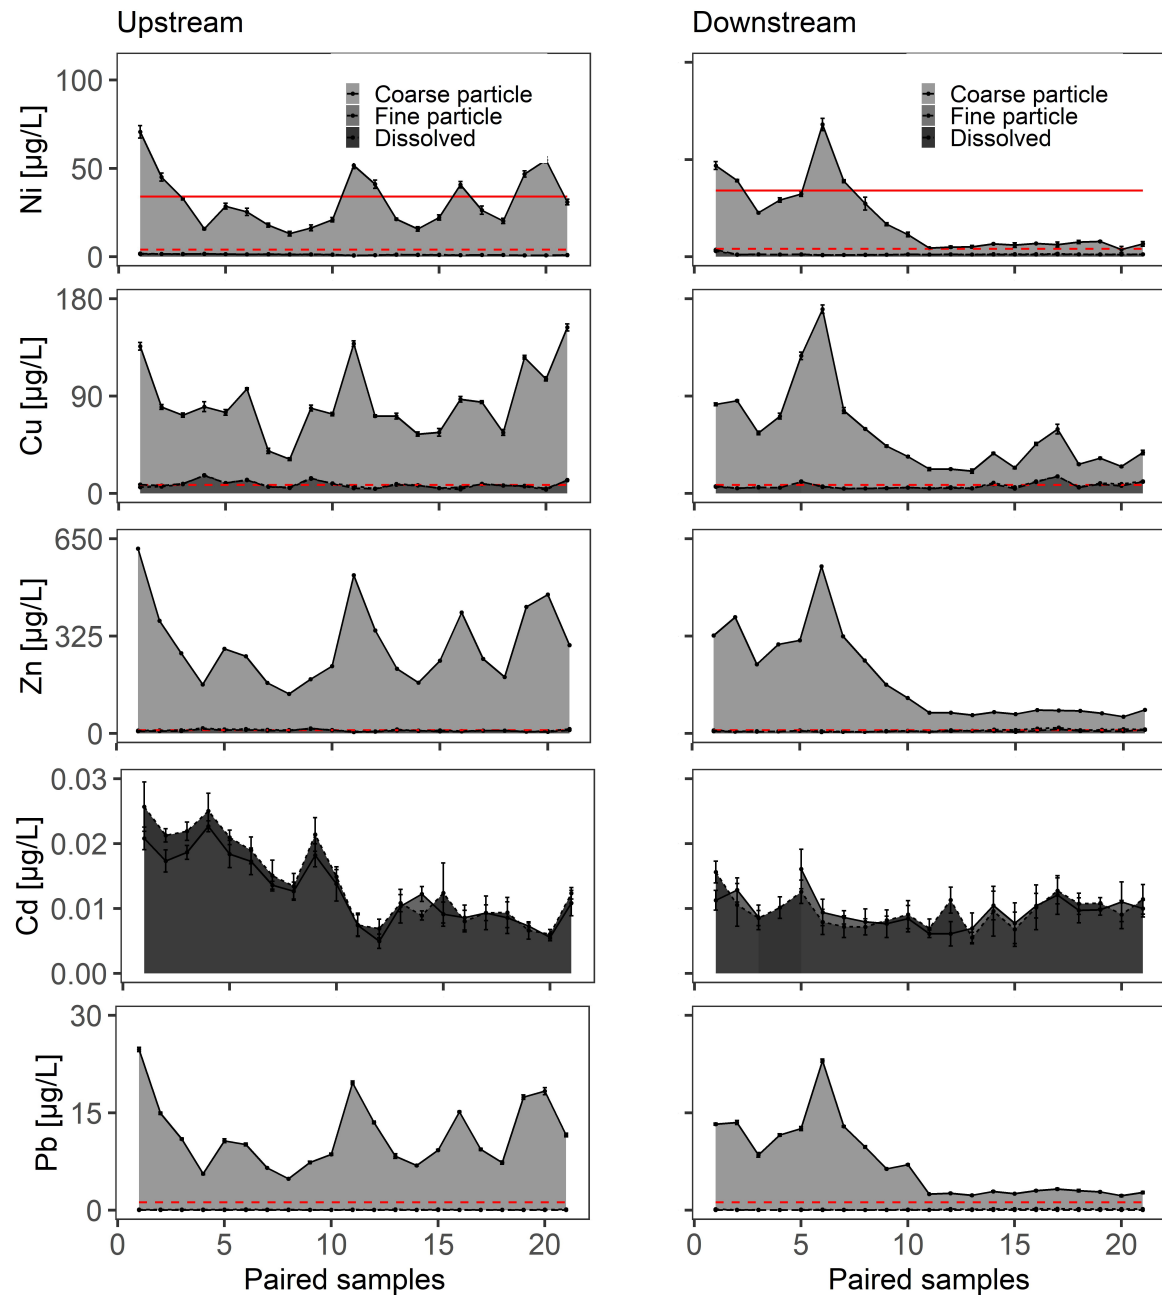 Upstream
Downstream
Ni [µg/L]
100
50
0
Coarse particle
Fine particle
Dissolved
Coarse particle
Fine particle
Dissolved
Cu [µg/L]
180
90
0
Zn [µg/L]
650
325
0
Cd [µg/L]
0.03
0.02
0.01
0.00
Pb [µg/L]
30
15
0
0 5 10 15 20
Paired samples
0 5 10 15 20
Paired samples